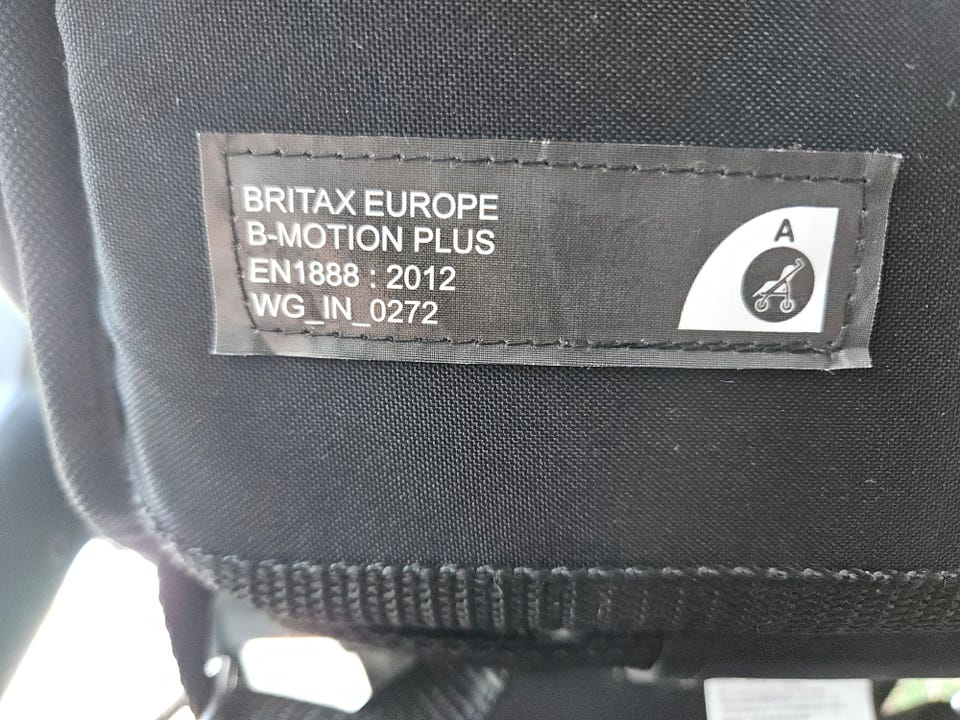 BRITAX EUROPE
B-MOTION PLUS
EN1888 : 2012
WG_IN_0272
A